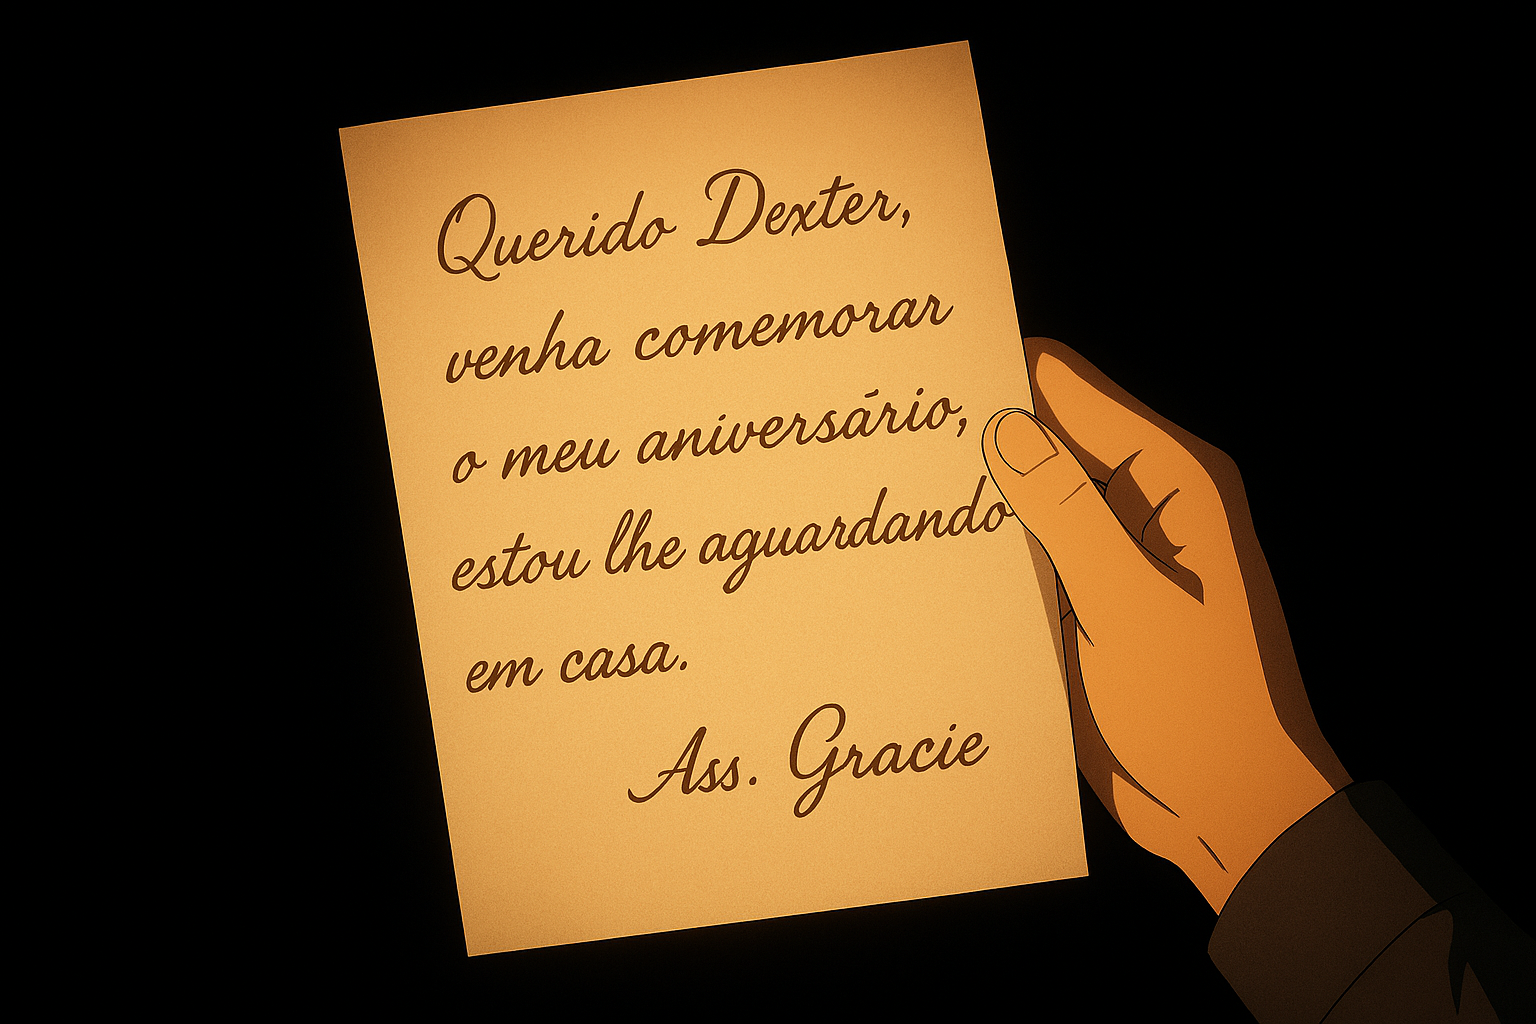 Querido Dexter,
venha comemorar
o meu aniversário,
estou lhe aguardando
em casa.
Ass. Gracie